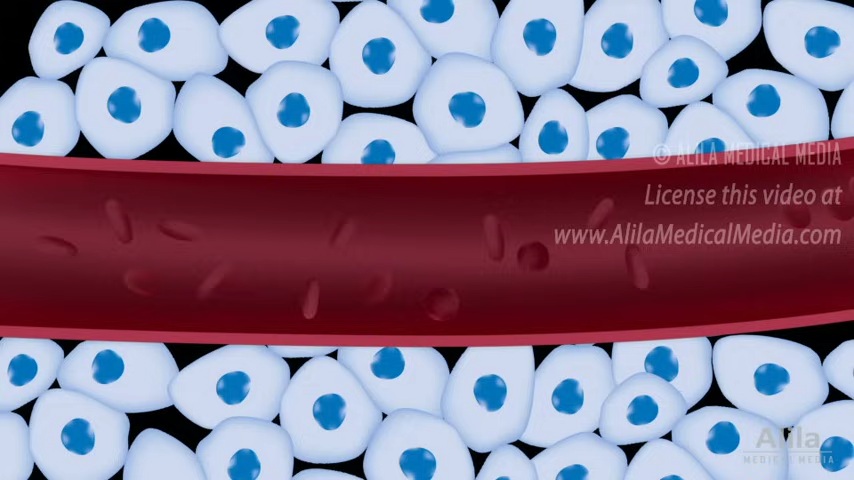 © ALILA MEDICAL MEDIA
License this video at
www.AlilaMedicalMedia.com
Alila
MEDICAL MEDIA